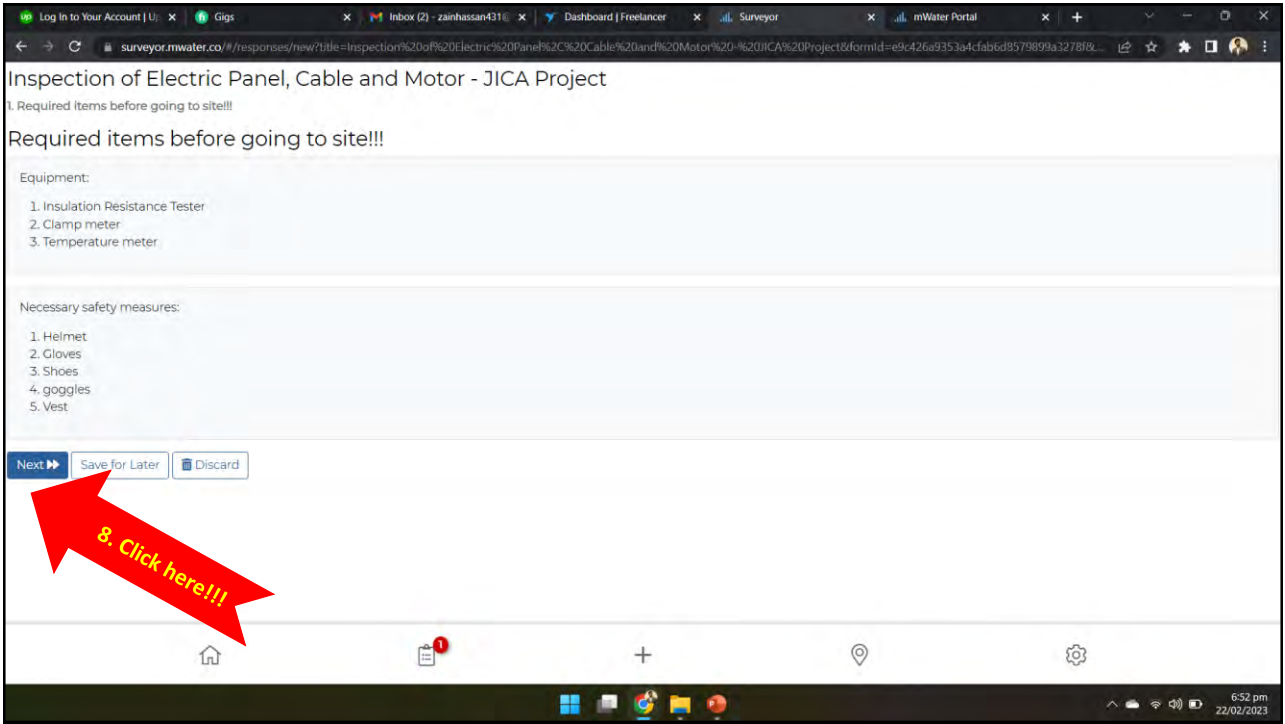 Log In to Your Account | U
Gigs
Inbox (2) - zainhassan431
Dashboard | Freelancer
Surveyor
mWater Portal
surveyor.mwater.co/#/responses/new?title=Inspection%20of%20Electric%20Panel%2C%20Cable%20and%20Motor%20-%20JICA%20Project&formId=e9c426a9353a4cfab6d8579899a3278f8c...
Inspection of Electric Panel, Cable and Motor - JICA Project
1. Required items before going to site!!!
Required items before going to site!!!
Equipment:
1. Insulation Resistance Tester
2. Clamp meter
3. Temperature meter
Necessary safety measures:
1. Helmet
2. Gloves
3. Shoes
4. goggles
5. Vest
Next
Save for Later
Discard
8. Click here!!!
1
6:52 pm
22/02/2023